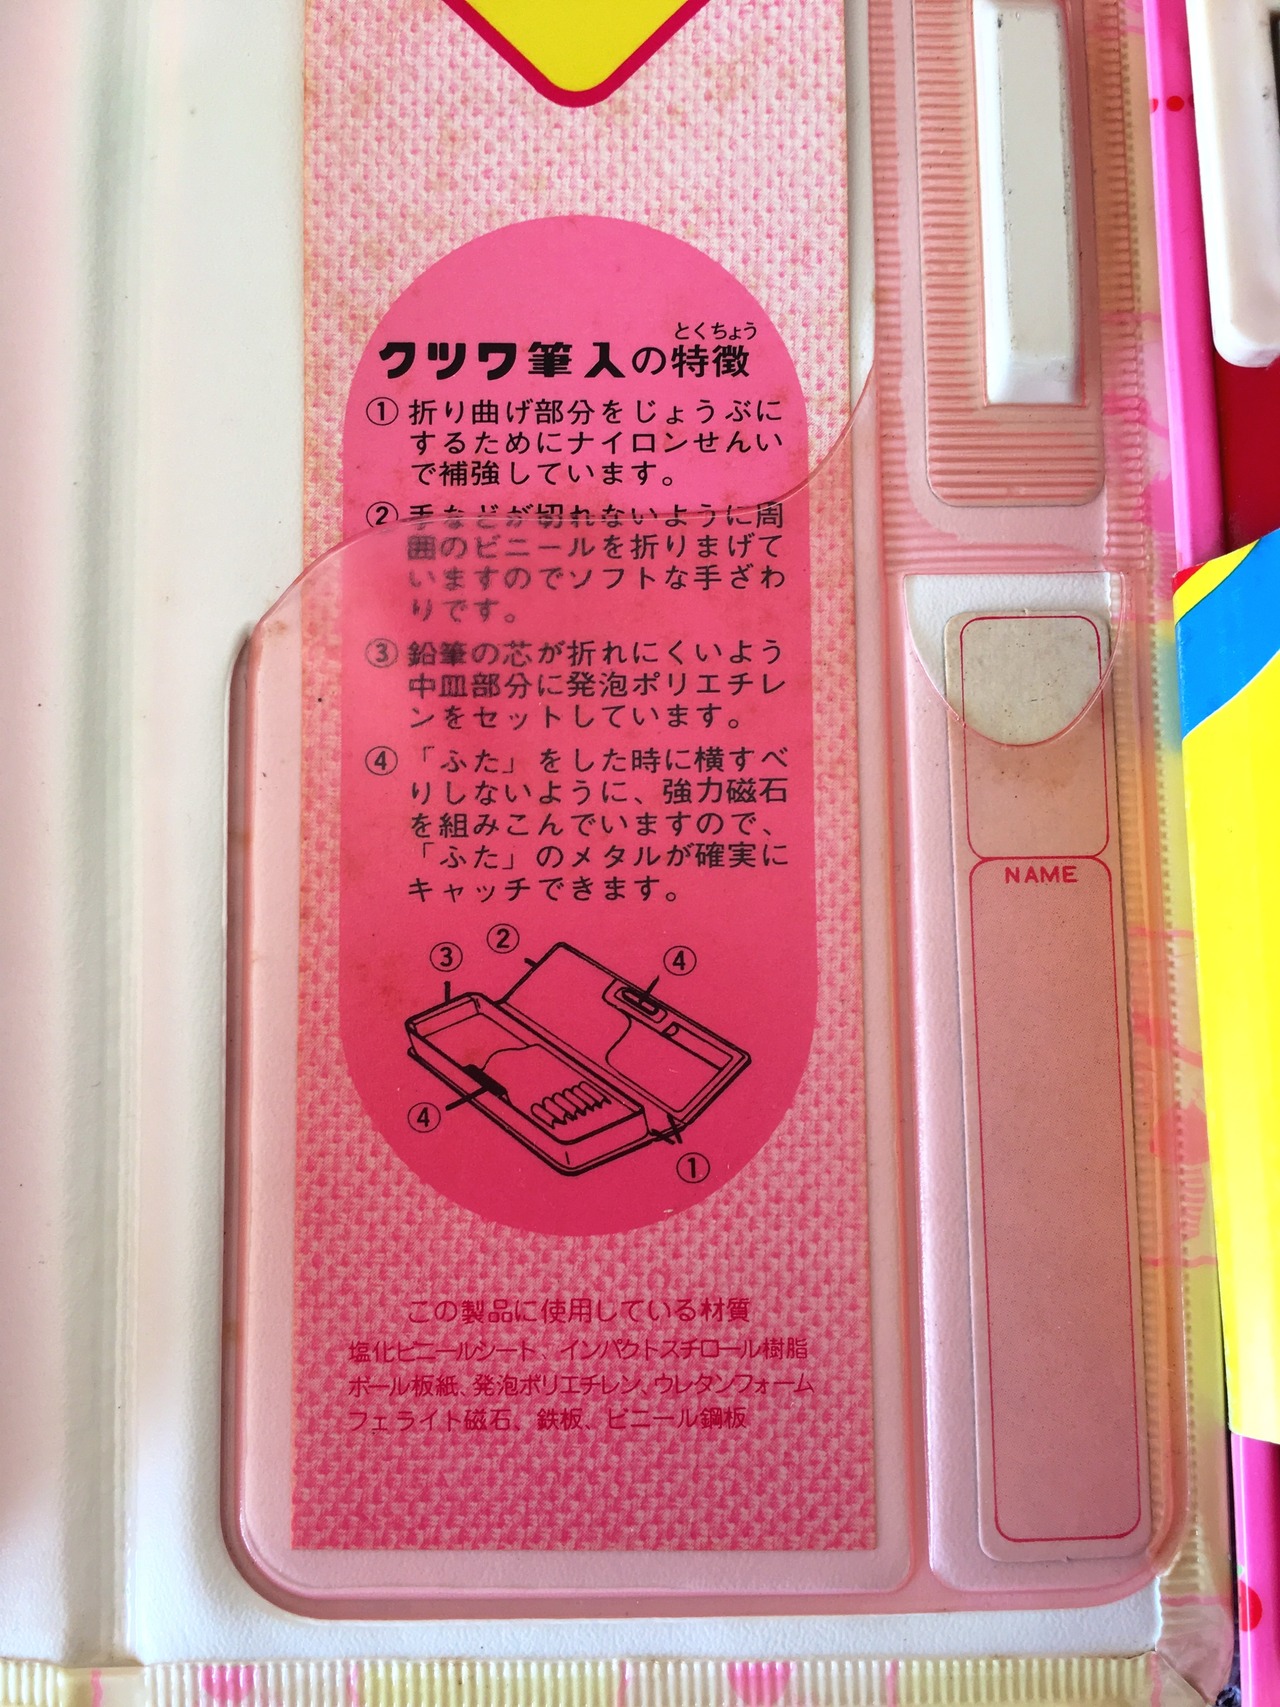 とくちょう
クツワ筆入の特徴
① 折り曲げ部分をじょうぶに
するためにナイロンせんい
で補強しています。
② 手などが切れないように周
囲のビニールを折りまげて
いますのでソフトな手ざわ
りです。
③ 鉛筆の芯が折れにくいよう
中皿部分に発泡ポリエチレ
ンをセットしています。
④ 「ふた」をした時に横すべ
りしないように、強力磁石
を組みこんでいますので、
「ふた」のメタルが確実に
キャッチできます。
③ ② ④
④ ①
この製品に使用している材質
塩化ビニールシート、インパクトスチロール樹脂
ボール板紙、発泡ポリエチレン、ウレタンフォーム
フェライト磁石、鉄板、ビニール鋼板
NAME